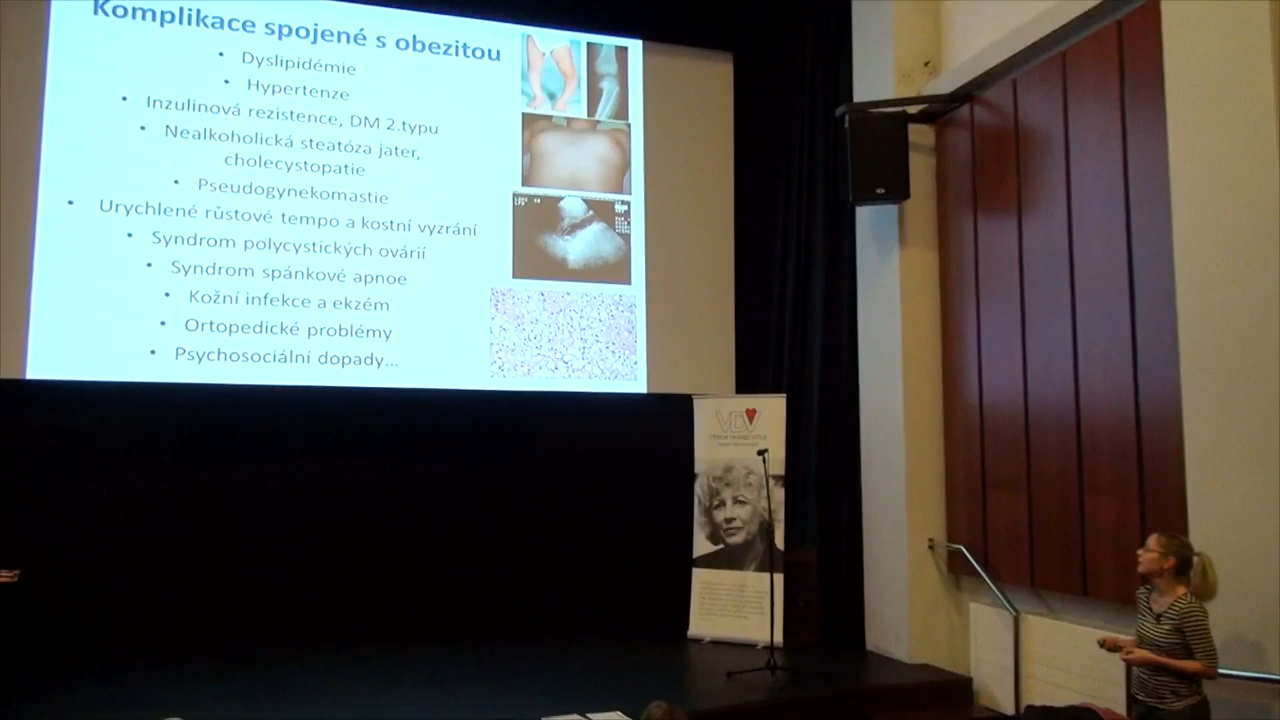 Komplikace spojené s obezitou
• Dyslipidémie
• Hypertenze
• Inzulinová rezistence, DM 2.typu
• Nealkoholická steatóza jater,
cholecystopatie
• Pseudogynekomastie
• Urychlené růstové tempo a kostní vyzrání
• Syndrom polycystických ovárií
• Syndrom spánkové apnoe
• Kožní infekce a ekzém
• Ortopedické problémy
• Psychosociální dopady...
VDV